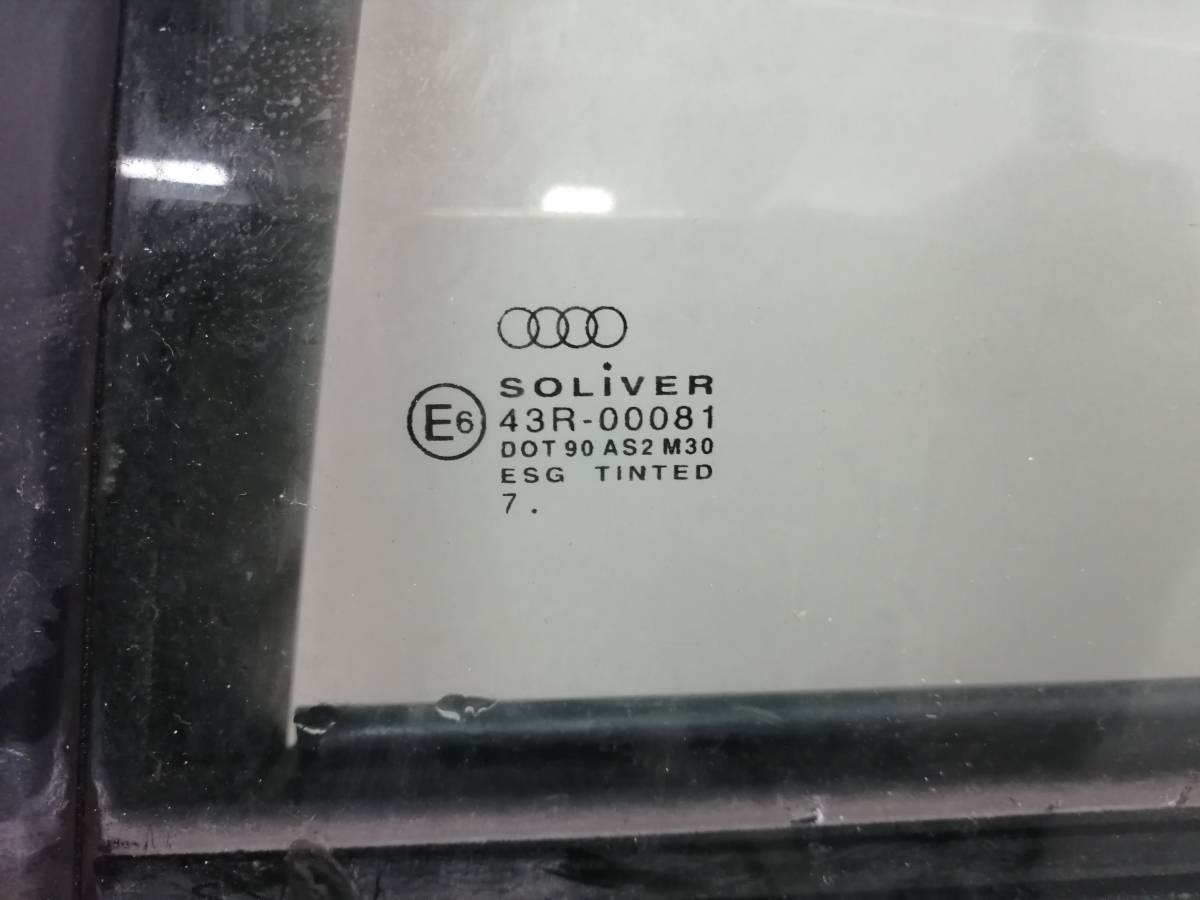 SOLiVER
E6
43R-00081
DOT 90 AS2 M30
ESG TINTED
7 .